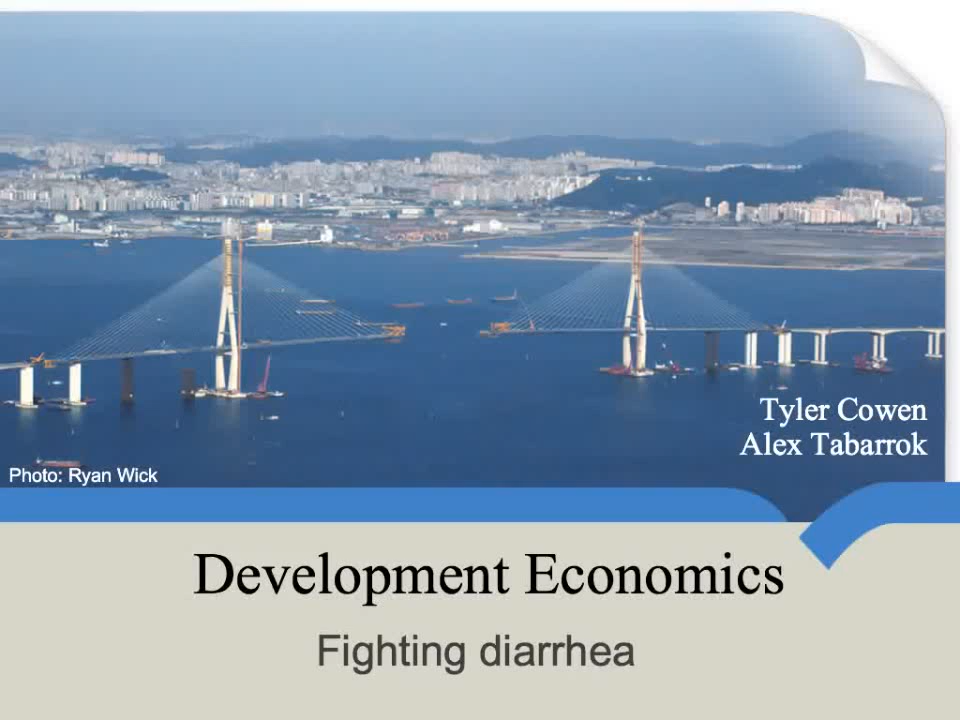 Tyler Cowen
Alex Tabarrok
Photo: Ryan Wick
Development Economics
Fighting diarrhea